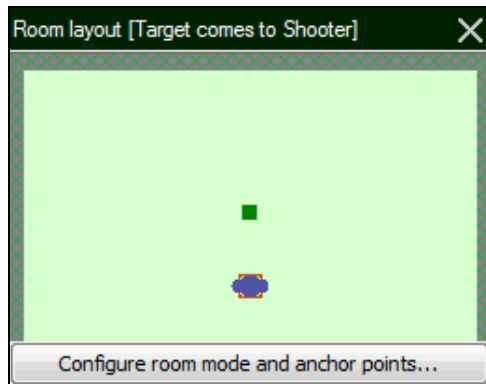 Room layout [Target comes to Shooter]
Configure room mode and anchor points...